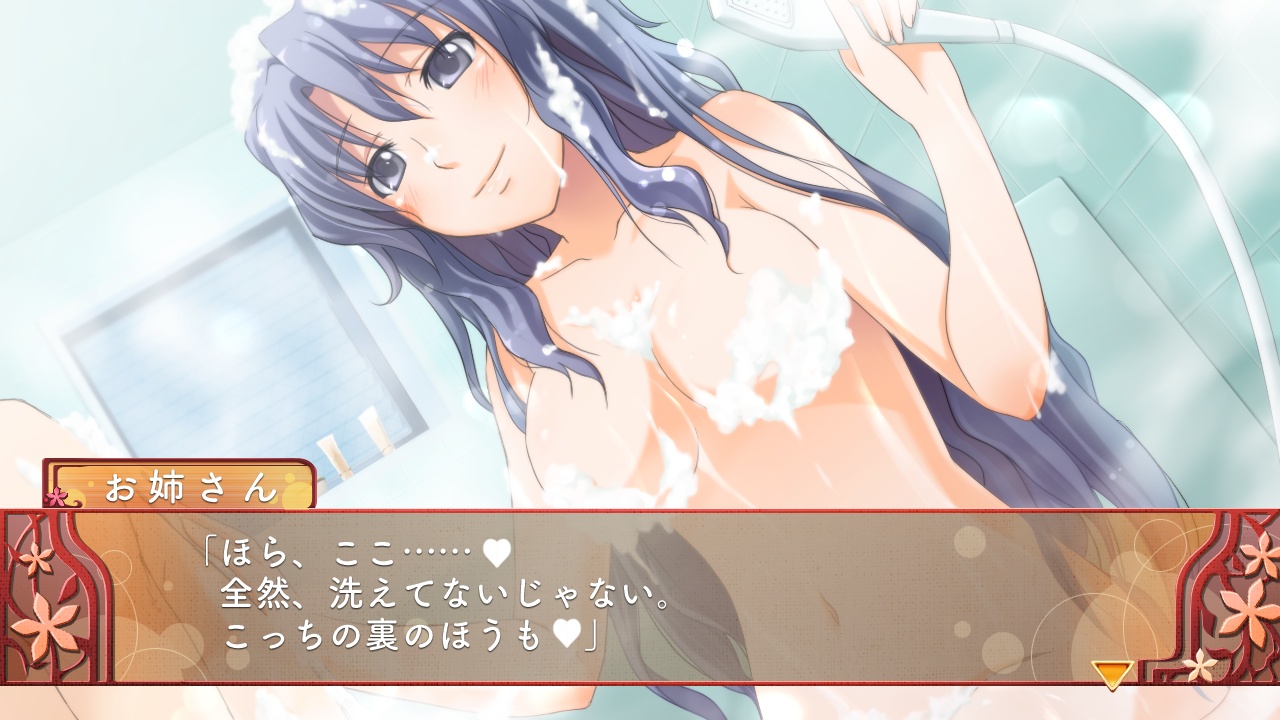 お姉さん
「ほら、ここ……♥
全然、洗えてないじゃない。
こっちの裏のほうも♥」